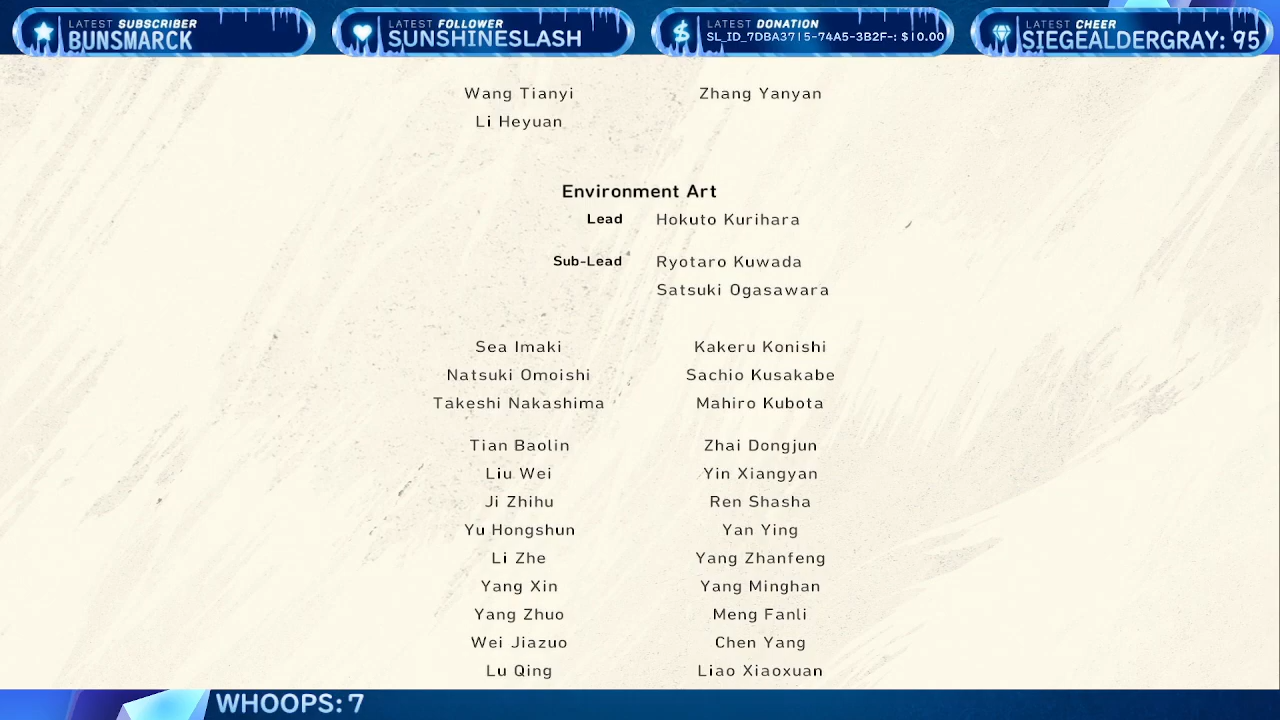 LATEST SUBSCRIBER
BUNSMARCK
LATEST FOLLOWER
SUNSHINESLASH
LATEST DONATION
SL_ID_7DBA3715-74A5-3B2F-: $10.00
LATEST CHEER
SIEGEALDERGRAY: 95
Wang Tianyi Zhang Yanyan
Li Heyuan
Environment Art
Lead Hokuto Kurihara
Sub-Lead Ryotaro Kuwada
Satsuki Ogasawara
Sea Imaki Kakeru Konishi
Natsuki Omoishi Sachio Kusakabe
Takeshi Nakashima Mahiro Kubota
Tian Baolin Zhai Dongjun
Liu Wei Yin Xiangyan
Ji Zhihu Ren Shasha
Yu Hongshun Yan Ying
Li Zhe Yang Zhanfeng
Yang Xin Yang Minghan
Yang Zhuo Meng Fanli
Wei Jiazuo Chen Yang
Lu Qing Liao Xiaoxuan
WHOOPS: 7